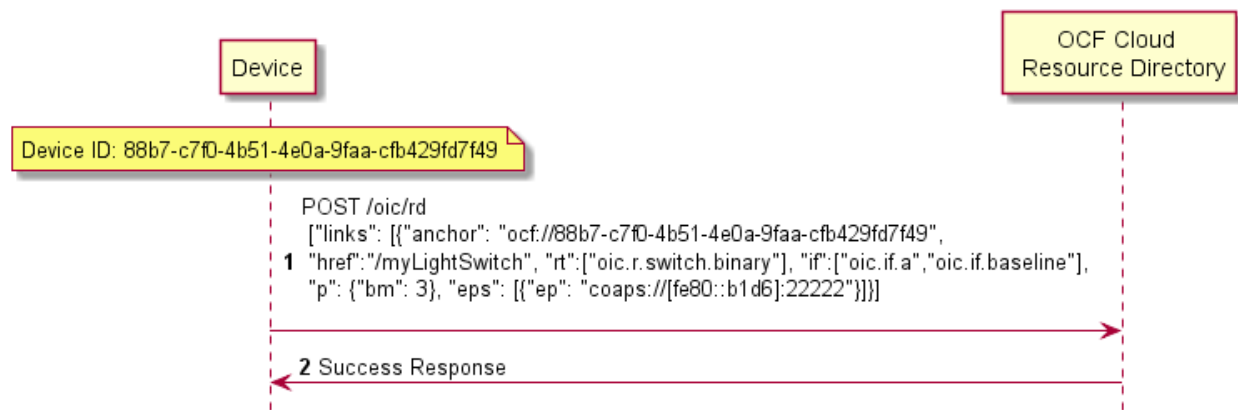 Device
OCF Cloud
Resource Directory
Device ID: 88b7-c7f0-4b51-4e0a-9faa-cfb429fd7f49
POST /oic/rd
["links": [{"anchor": "ocf://88b7-c7f0-4b51-4e0a-9faa-cfb429fd7f49",
1 "href":"/myLightSwitch", "rt":["oic.r.switch.binary"], "if":["oic.if.a","oic.if.baseline"],
"p": {"bm": 3}, "eps": [{"ep": "coaps://[fe80::b1d6]:22222"}]}]
2 Success Response